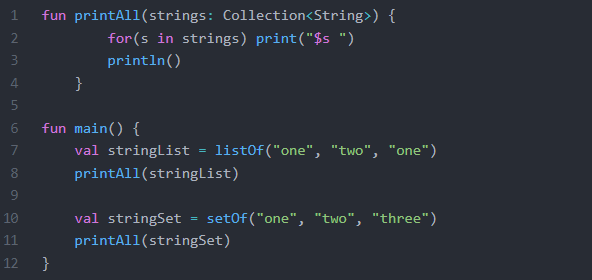 1 fun printAll(strings: Collection<String>) {
2         for(s in strings) print("$s ")
3         println()
4     }
5
6 fun main() {
7     val stringList = listOf("one", "two", "one")
8     printAll(stringList)
9
10     val stringSet = setOf("one", "two", "three")
11     printAll(stringSet)
12 }